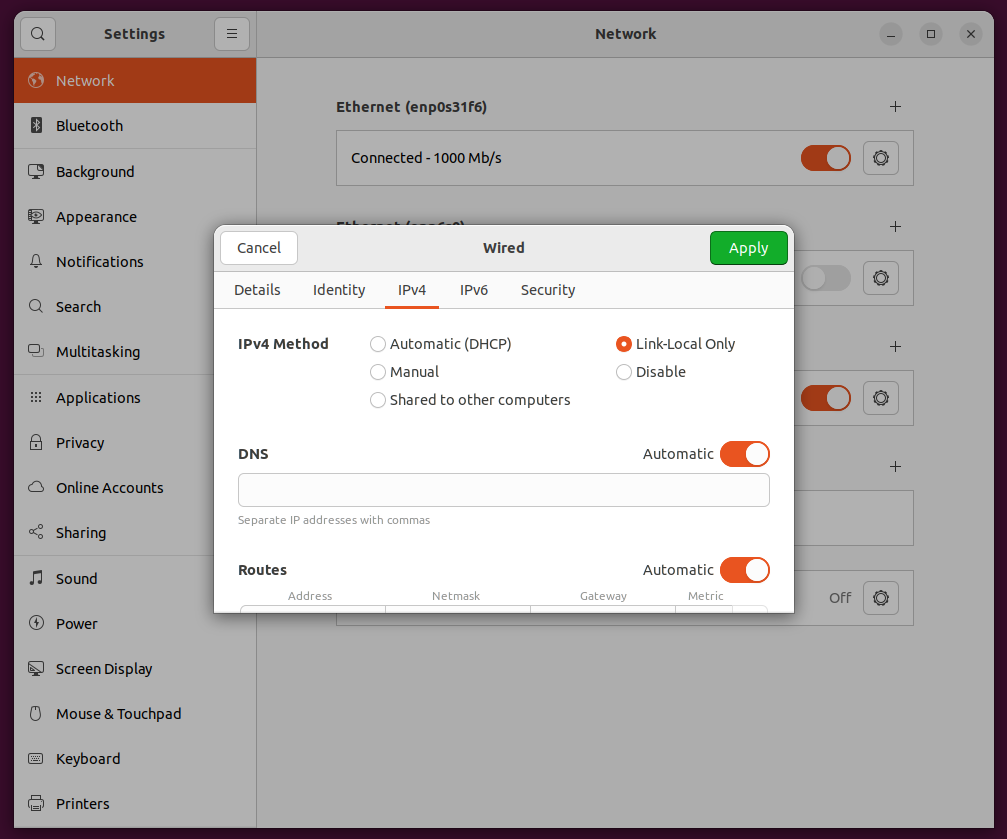 Settings
Network
Network
Bluetooth
Background
Appearance
Notifications
Search
Multitasking
Applications
Privacy
Online Accounts
Sharing
Sound
Power
Screen Display
Mouse & Touchpad
Keyboard
Printers
Ethernet (enp0s31f6)
Connected - 1000 Mb/s
Cancel
Wired
Apply
Details
Identity
IPv4
IPv6
Security
IPv4 Method
Automatic (DHCP)
Link-Local Only
Manual
Disable
Shared to other computers
DNS
Automatic
Separate IP addresses with commas
Routes
Automatic
Address
Netmask
Gateway
Metric
Off